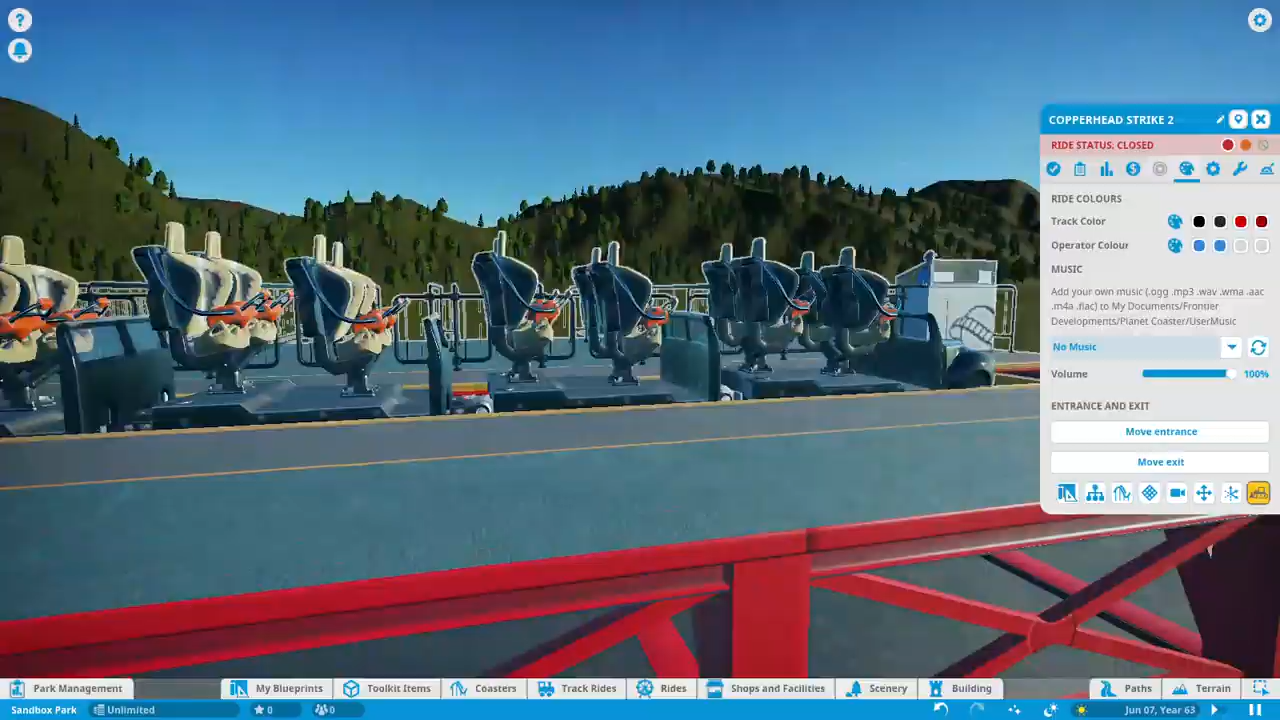 ?
COPPERHEAD STRIKE 2
RIDE STATUS: CLOSED
RIDE COLOURS
Track Color
Operator Colour
MUSIC
Add your own music (.ogg .mp3 .wav .wma .aac
.m4a .flac) to My Documents/Frontier
Developments/Planet Coaster/UserMusic
No Music
Volume 100%
ENTRANCE AND EXIT
Move entrance
Move exit
Park Management
My Blueprints
Toolkit Items
Coasters
Track Rides
Rides
Shops and Facilities
Scenery
Building
Paths
Terrain
Sandbox Park
Unlimited
0
0
Jun 07, Year 63